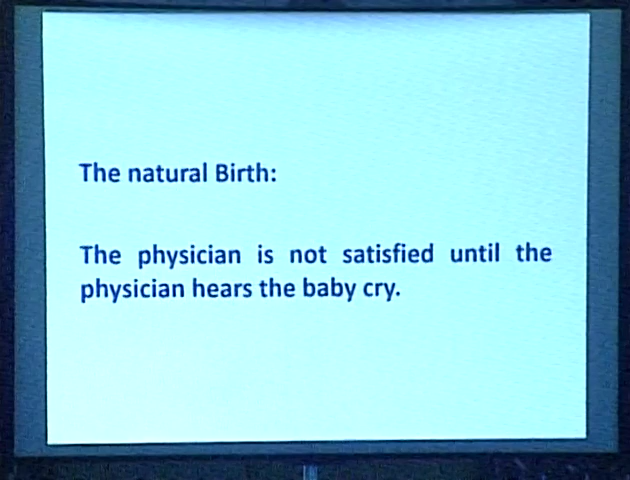 The natural Birth:
The physician is not satisfied until the
physician hears the baby cry.